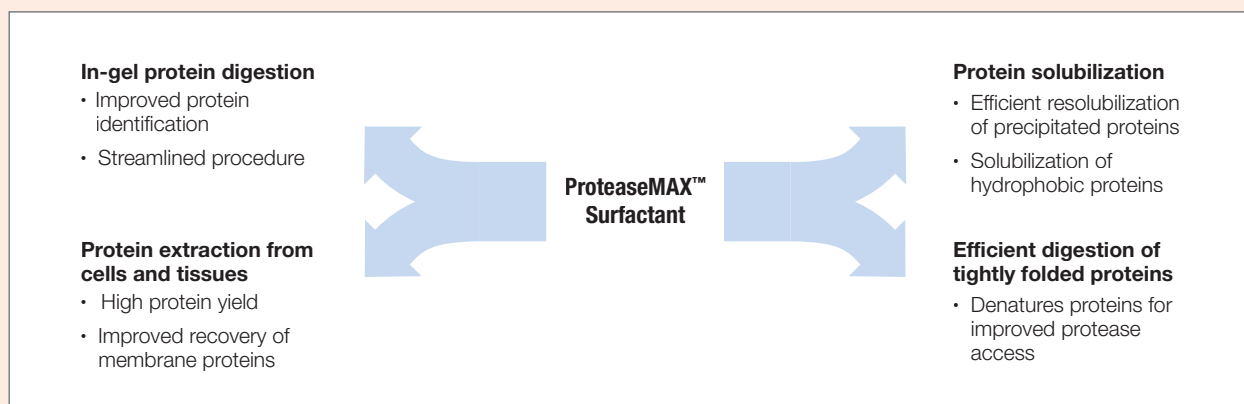 In-gel protein digestion
• Improved protein
identification
• Streamlined procedure
Protein extraction from
cells and tissues
• High protein yield
• Improved recovery of
membrane proteins
ProteaseMAX™
Surfactant
Protein solubilization
• Efficient resolubilization
of precipitated proteins
• Solubilization of
hydrophobic proteins
Efficient digestion of
tightly folded proteins
• Denatures proteins for
improved protease
access